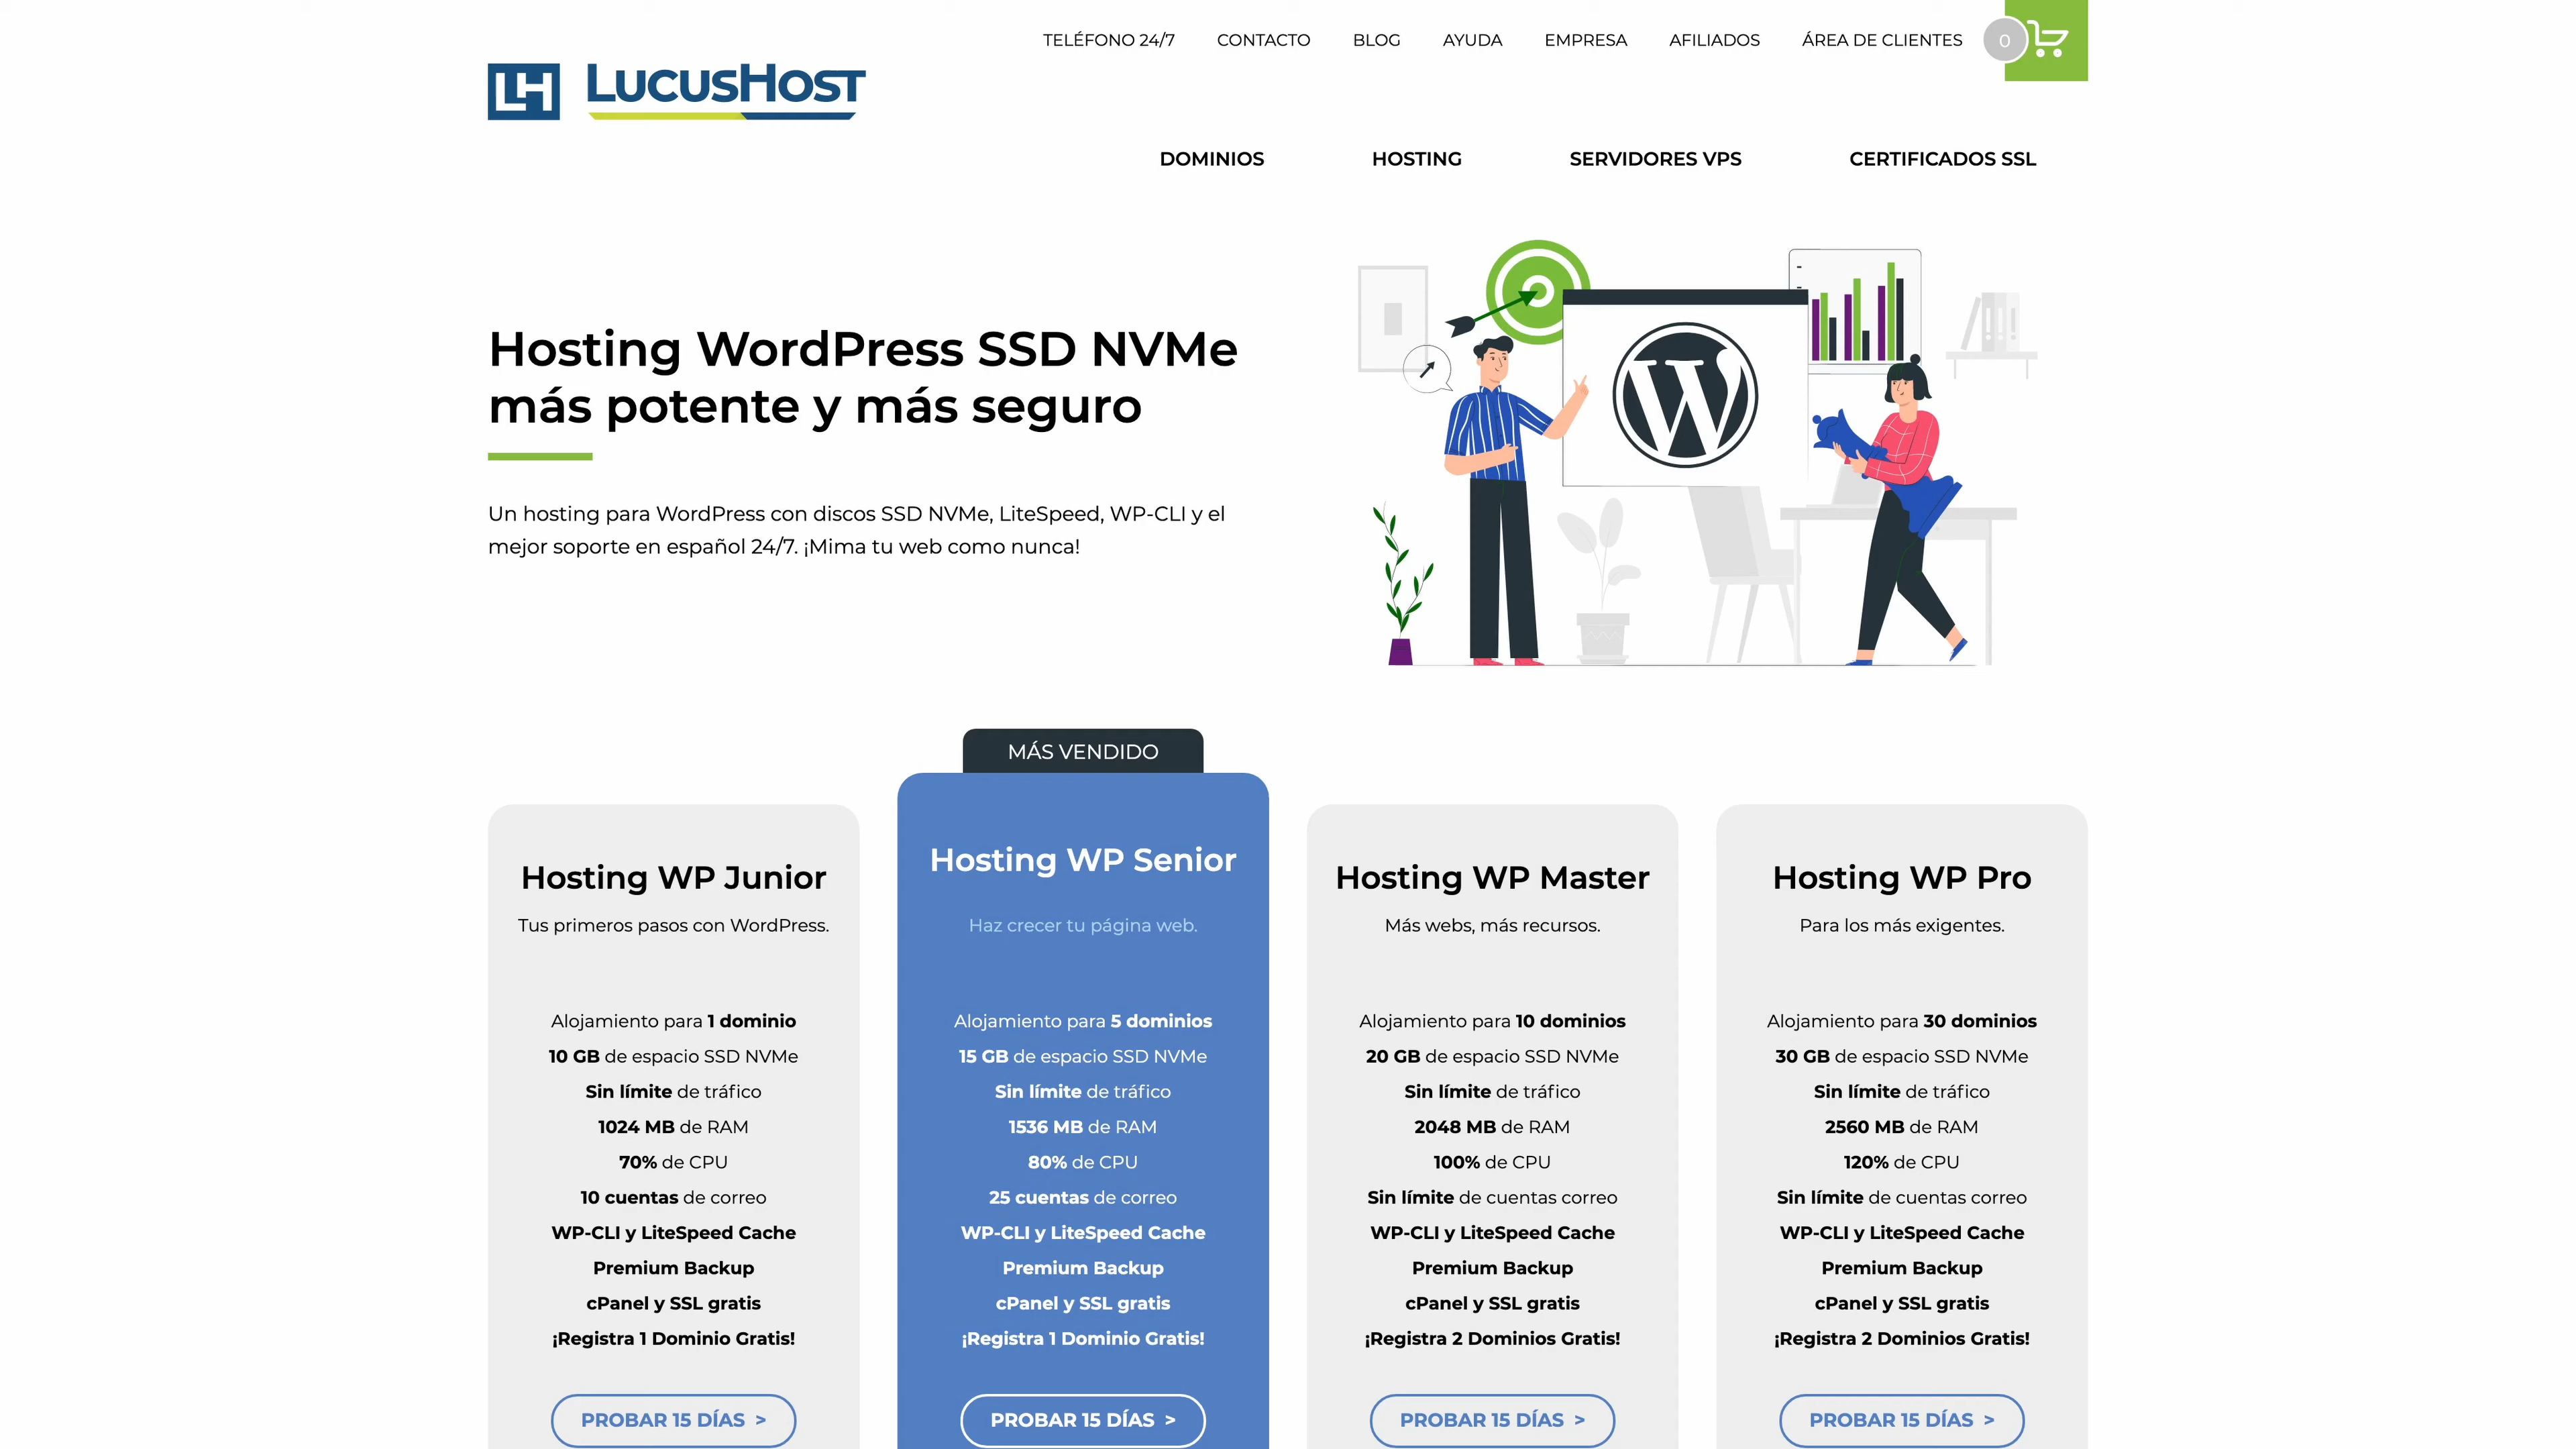 TELÉFONO 24/7 CONTACTO BLOG AYUDA EMPRESA AFILIADOS ÁREA DE CLIENTES 0
LH LUCUSHOST
DOMINIOS HOSTING SERVIDORES VPS CERTIFICADOS SSL
Hosting WordPress SSD NVMe
más potente y más seguro
Un hosting para WordPress con discos SSD NVMe, LiteSpeed, WP-CLI y el
mejor soporte en español 24/7. ¡Mima tu web como nunca!
W
Hosting WP Junior
Tus primeros pasos con WordPress.
Alojamiento para 1 dominio
10 GB de espacio SSD NVMe
Sin límite de tráfico
1024 MB de RAM
70% de CPU
10 cuentas de correo
WP-CLI y LiteSpeed Cache
Premium Backup
cPanel y SSL gratis
¡Registra 1 Dominio Gratis!
PROBAR 15 DÍAS >
MÁS VENDIDO
Hosting WP Senior
Haz crecer tu página web.
Alojamiento para 5 dominios
15 GB de espacio SSD NVMe
Sin límite de tráfico
1536 MB de RAM
80% de CPU
25 cuentas de correo
WP-CLI y LiteSpeed Cache
Premium Backup
cPanel y SSL gratis
¡Registra 1 Dominio Gratis!
PROBAR 15 DÍAS >
Hosting WP Master
Más webs, más recursos.
Alojamiento para 10 dominios
20 GB de espacio SSD NVMe
Sin límite de tráfico
2048 MB de RAM
100% de CPU
Sin límite de cuentas correo
WP-CLI y LiteSpeed Cache
Premium Backup
cPanel y SSL gratis
¡Registra 2 Dominios Gratis!
PROBAR 15 DÍAS >
Hosting WP Pro
Para los más exigentes.
Alojamiento para 30 dominios
30 GB de espacio SSD NVMe
Sin límite de tráfico
2560 MB de RAM
120% de CPU
Sin límite de cuentas correo
WP-CLI y LiteSpeed Cache
Premium Backup
cPanel y SSL gratis
¡Registra 2 Dominios Gratis!
PROBAR 15 DÍAS >